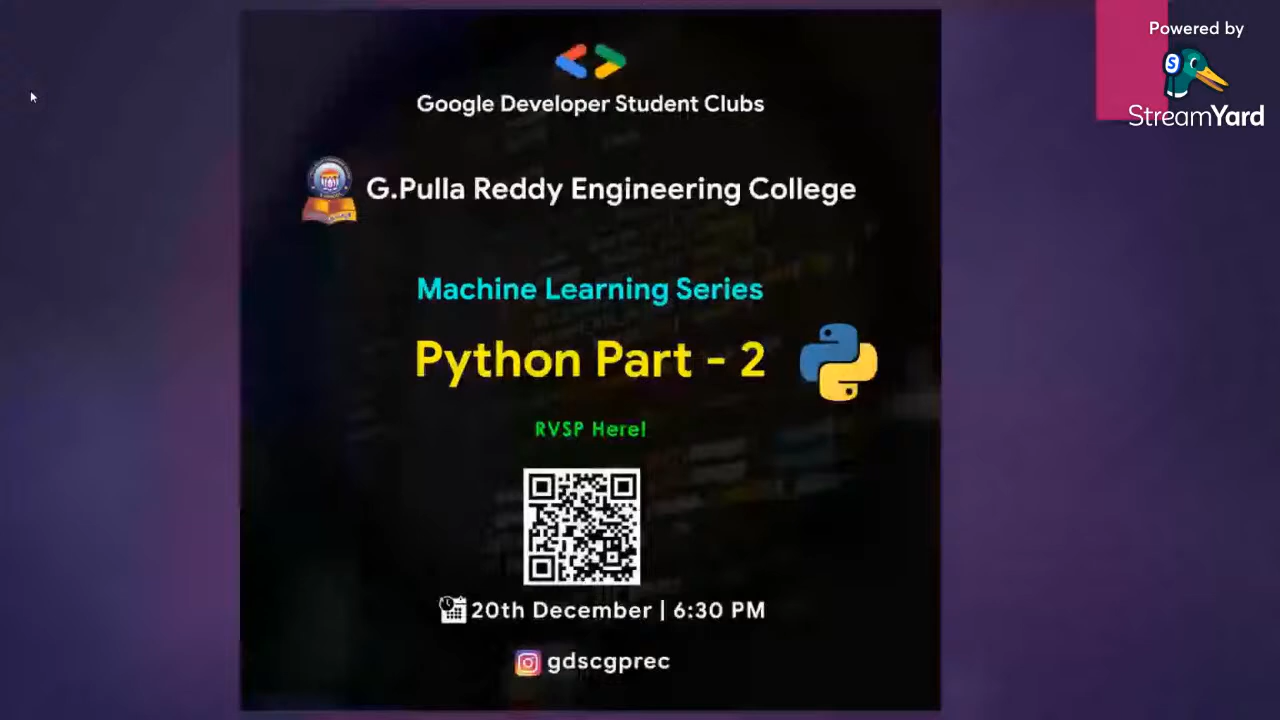 Powered by
StreamYard
Google Developer Student Clubs
G.Pulla Reddy Engineering College
Machine Learning Series
Python Part - 2
RVSP Here!
20th December | 6:30 PM
gdscgprec